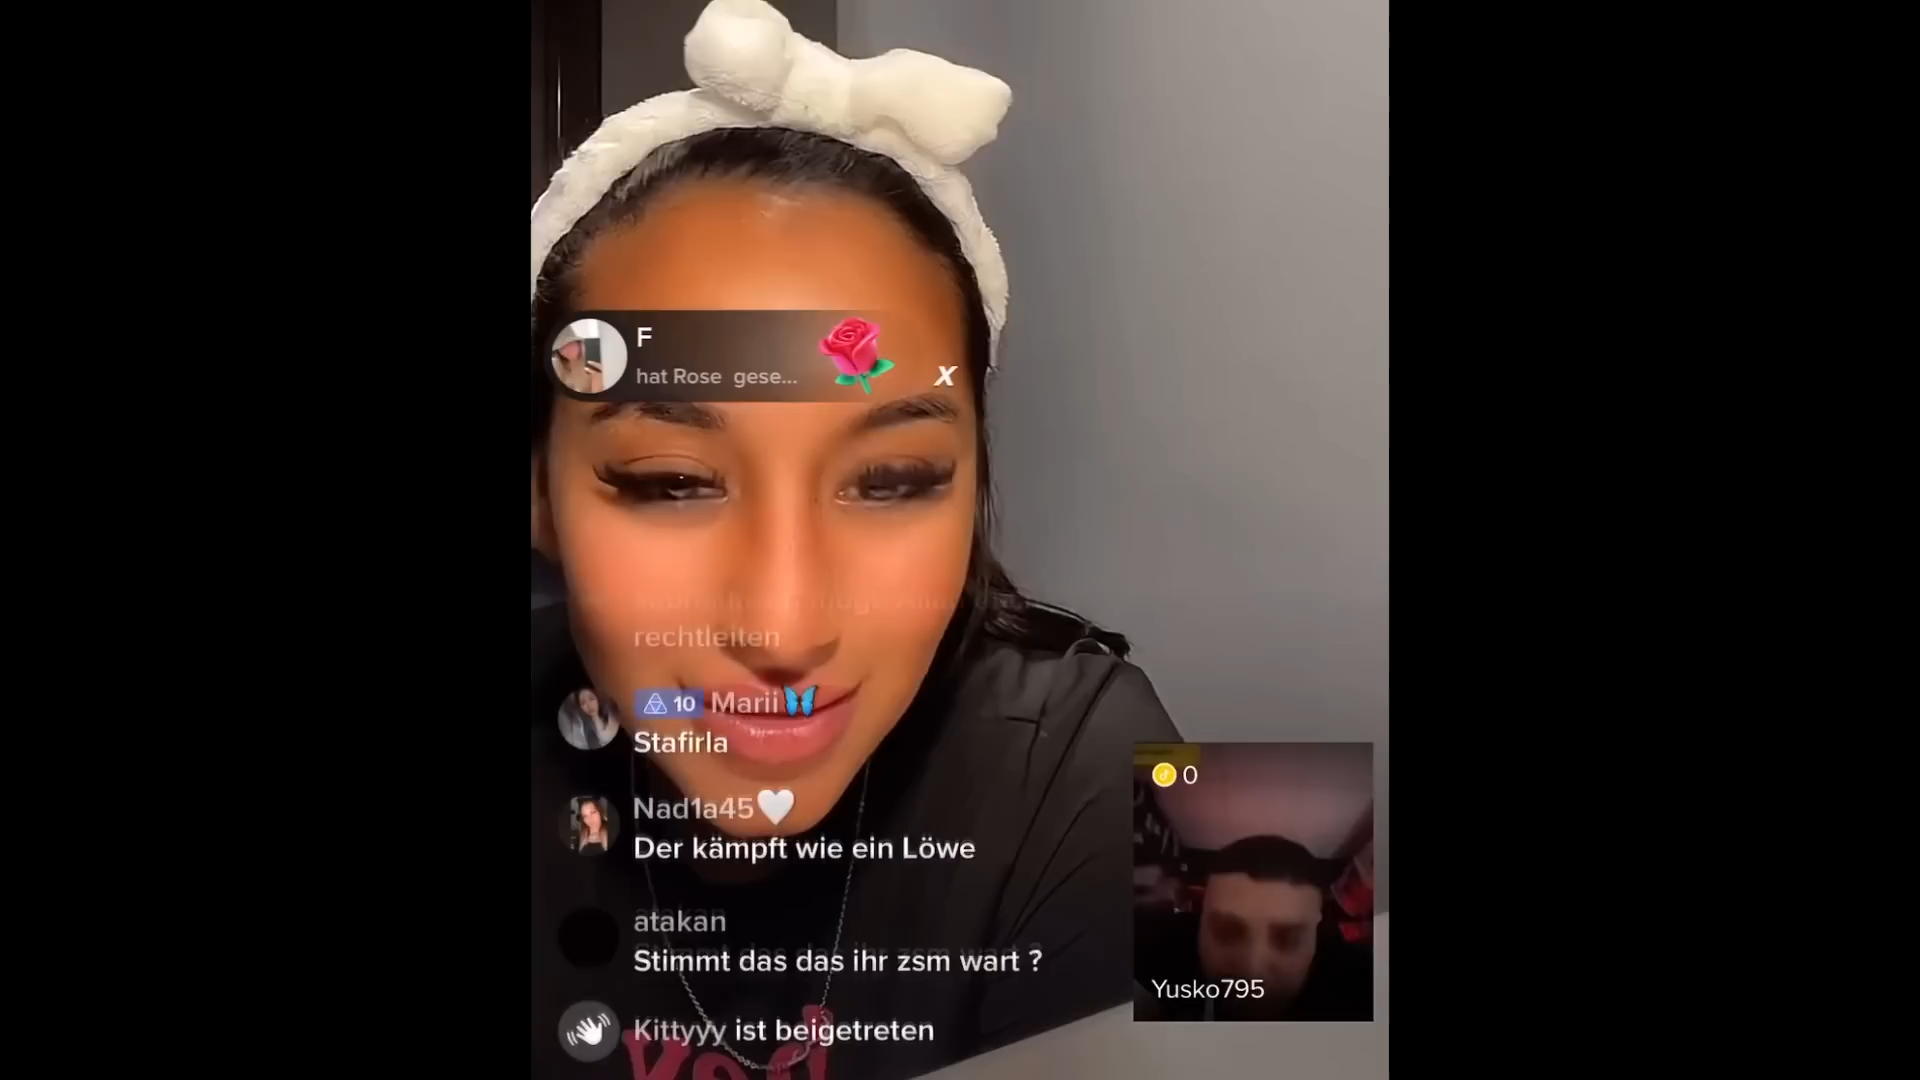 F
hat Rose gese...
x
rechtleiten
10 Marii🦋
Stafirla
Nad1a45🤍
Der kämpft wie ein Löwe
atakan
Stimmt das das ihr zsm wart ?
Kittyyy ist beigetreten
0
Yusko795